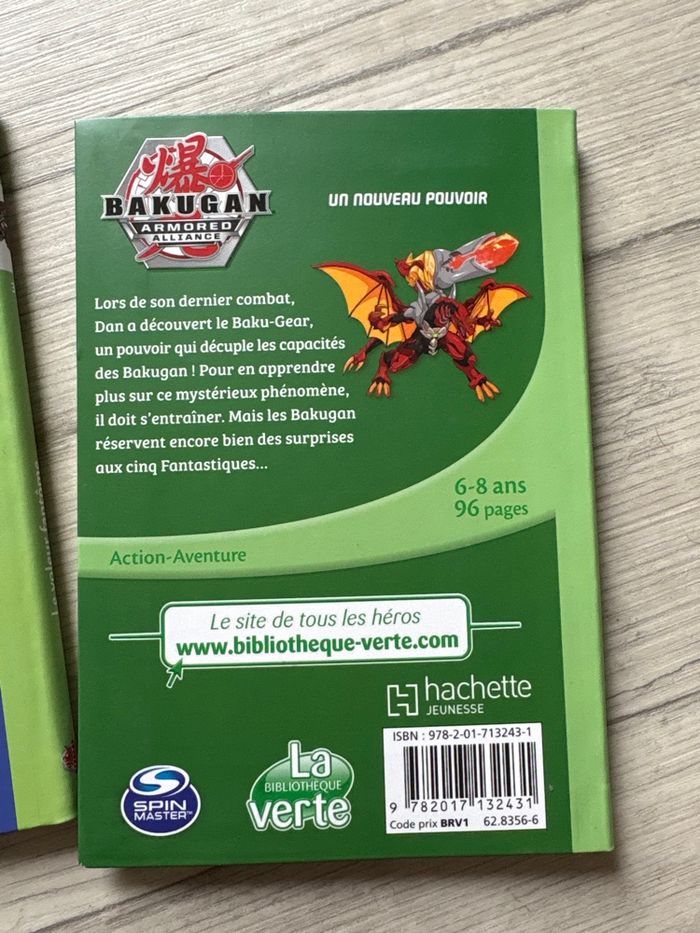 爆
BAKUGAN
ARMORED
ALLIANCE
UN NOUVEAU POUVOIR
Lors de son dernier combat,
Dan a découvert le Baku-Gear,
un pouvoir qui décuple les capacités
des Bakugan ! Pour en apprendre
plus sur ce mystérieux phénomène,
il doit s'entraîner. Mais les Bakugan
réservent encore bien des surprises
aux cinq Fantastiques...
6-8 ans
96 pages
Action-Aventure
Le site de tous les héros
www.bibliotheque-verte.com
hachette
JEUNESSE
ISBN : 978-2-01-713243-1
9 782017 132431
Code prix BRV1 62.8356-6
SPIN
MASTER™
La
BIBLIOTHÈQUE
verte
Le voleur fantôme